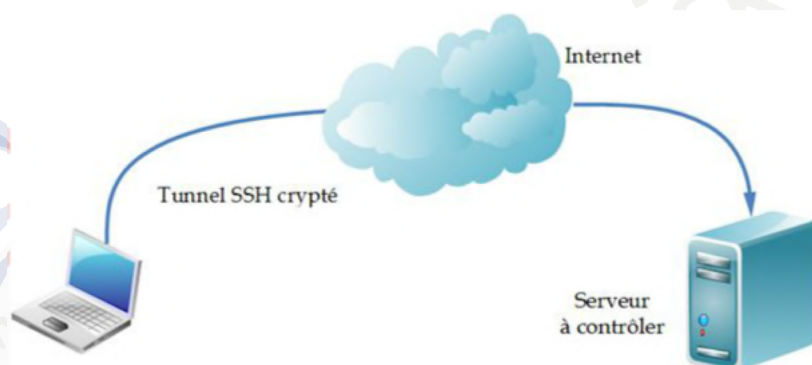 Internet
Tunnel SSH crypté
Serveur
à contrôler